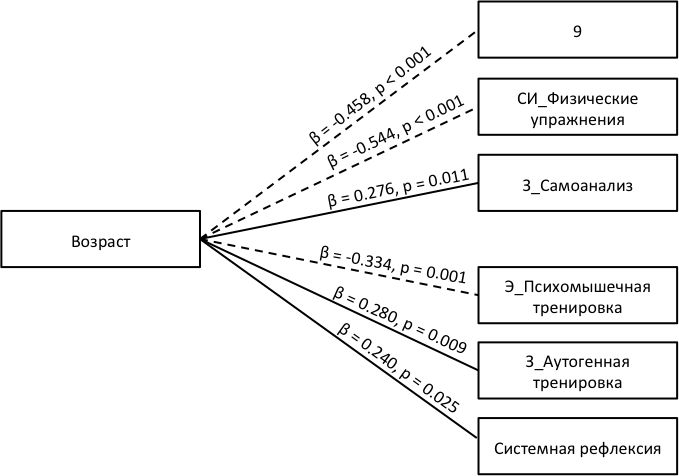 9
β = -0.458, p < 0.001
СИ_Физические
упражнения
β = -0.544, p < 0.001
З_Самоанализ
β = 0.276, p = 0.011
Возраст
Э_Психомышечная
тренировка
β = -0.334, p = 0.001
З_Аутогенная
тренировка
β = 0.280, p = 0.009
Системная рефлексия
β = 0.240, p = 0.025